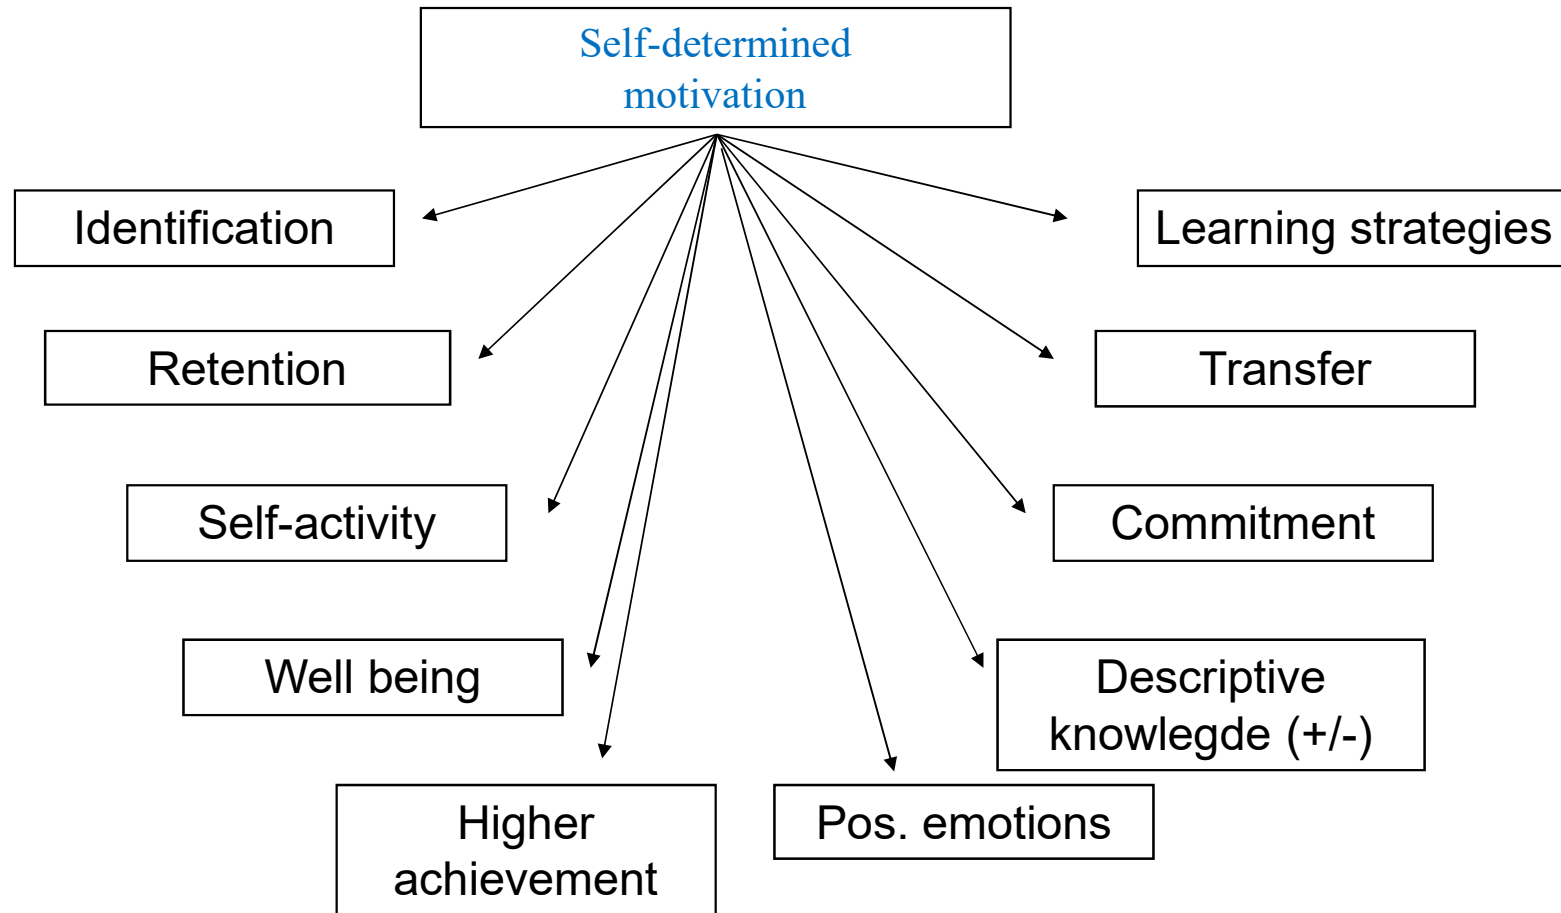 Self-determined
motivation
Identification
Learning strategies
Retention
Transfer
Self-activity
Commitment
Well being
Descriptive
knowlegde (+/-)
Higher
achievement
Pos. emotions